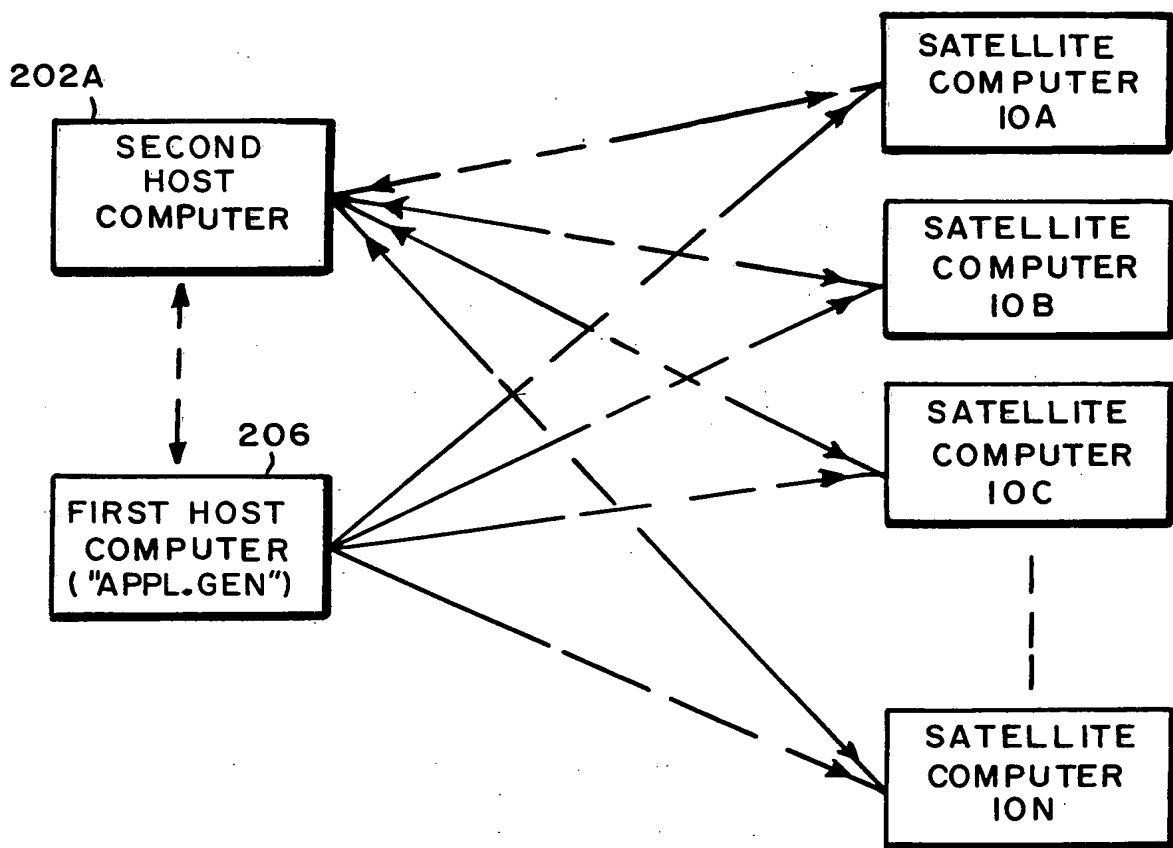 202A
SECOND
HOST
COMPUTER
206
FIRST HOST
COMPUTER
("APPL.GEN")
SATELLITE
COMPUTER
10A
SATELLITE
COMPUTER
10B
SATELLITE
COMPUTER
10C
SATELLITE
COMPUTER
10N